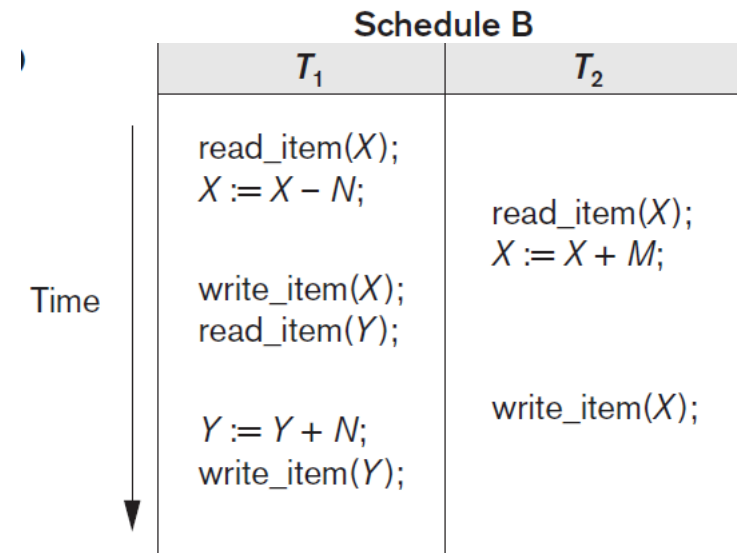 Schedule B
)
T1 T2
read_item(X);
X := X – N;
read_item(X);
X := X + M;
Time
write_item(X);
read_item(Y);
write_item(X);
Y := Y + N;
write_item(Y);